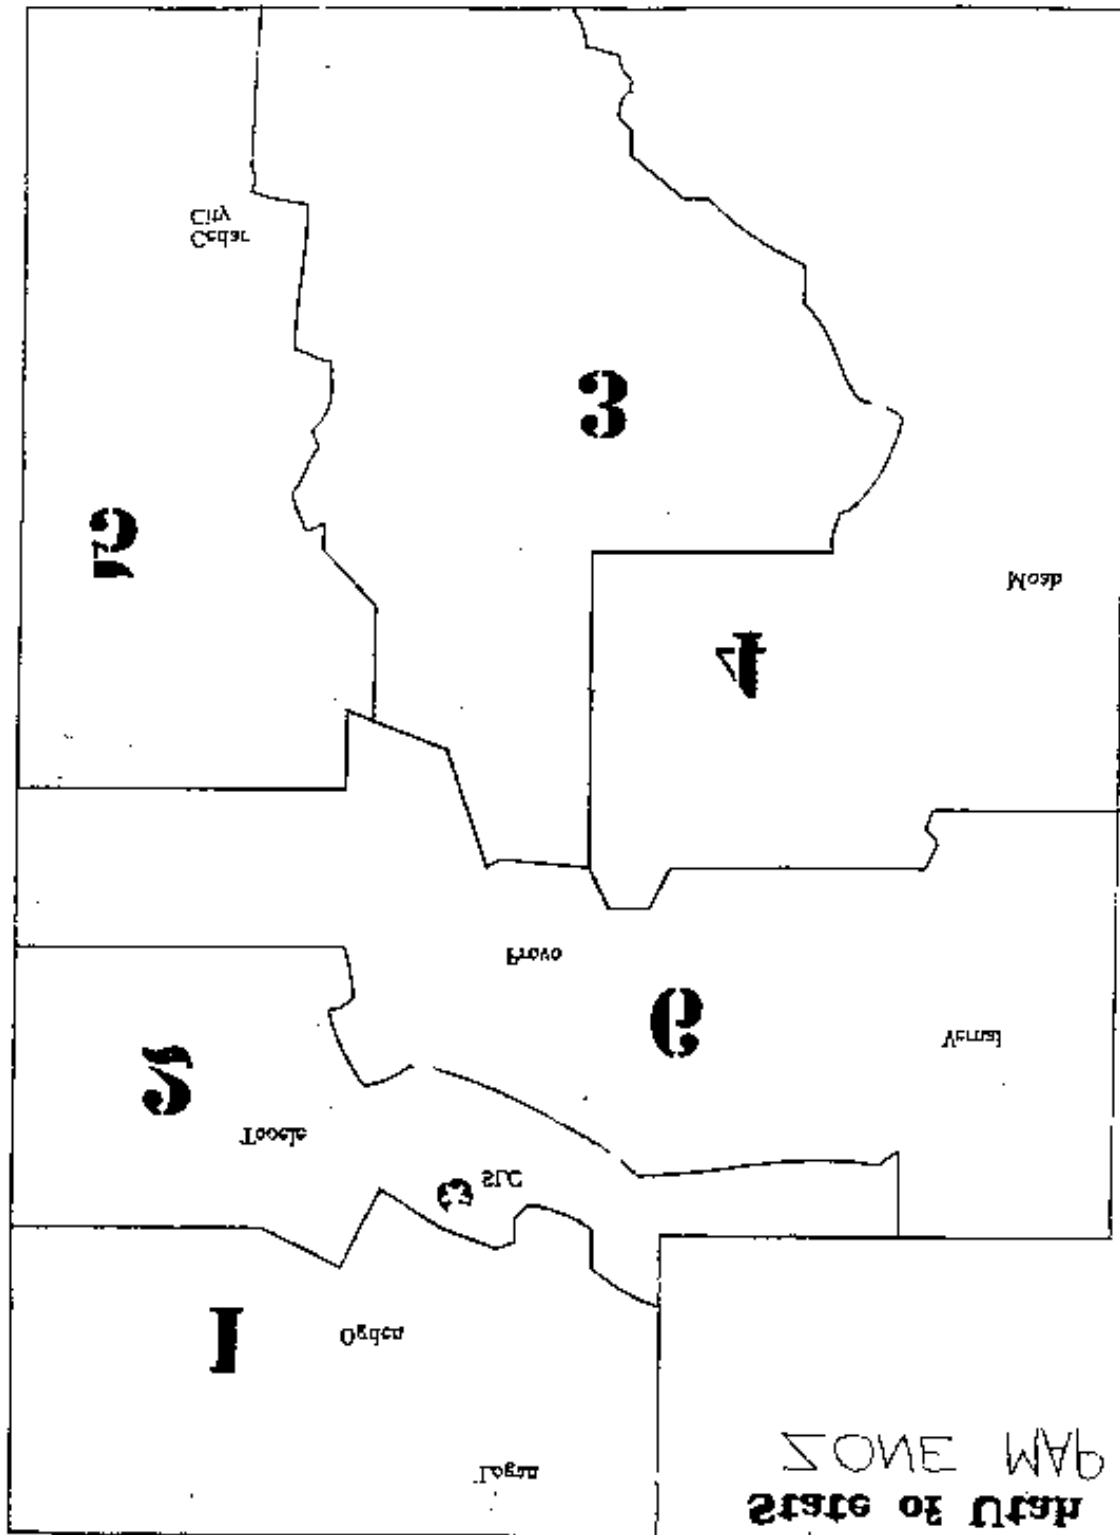 State of Utah
ZONE MAP
Logan
Ogden
1
SLC
3
Tooele
2
Vernal
6
Provo
4
Moab
5
3
Cedar
City